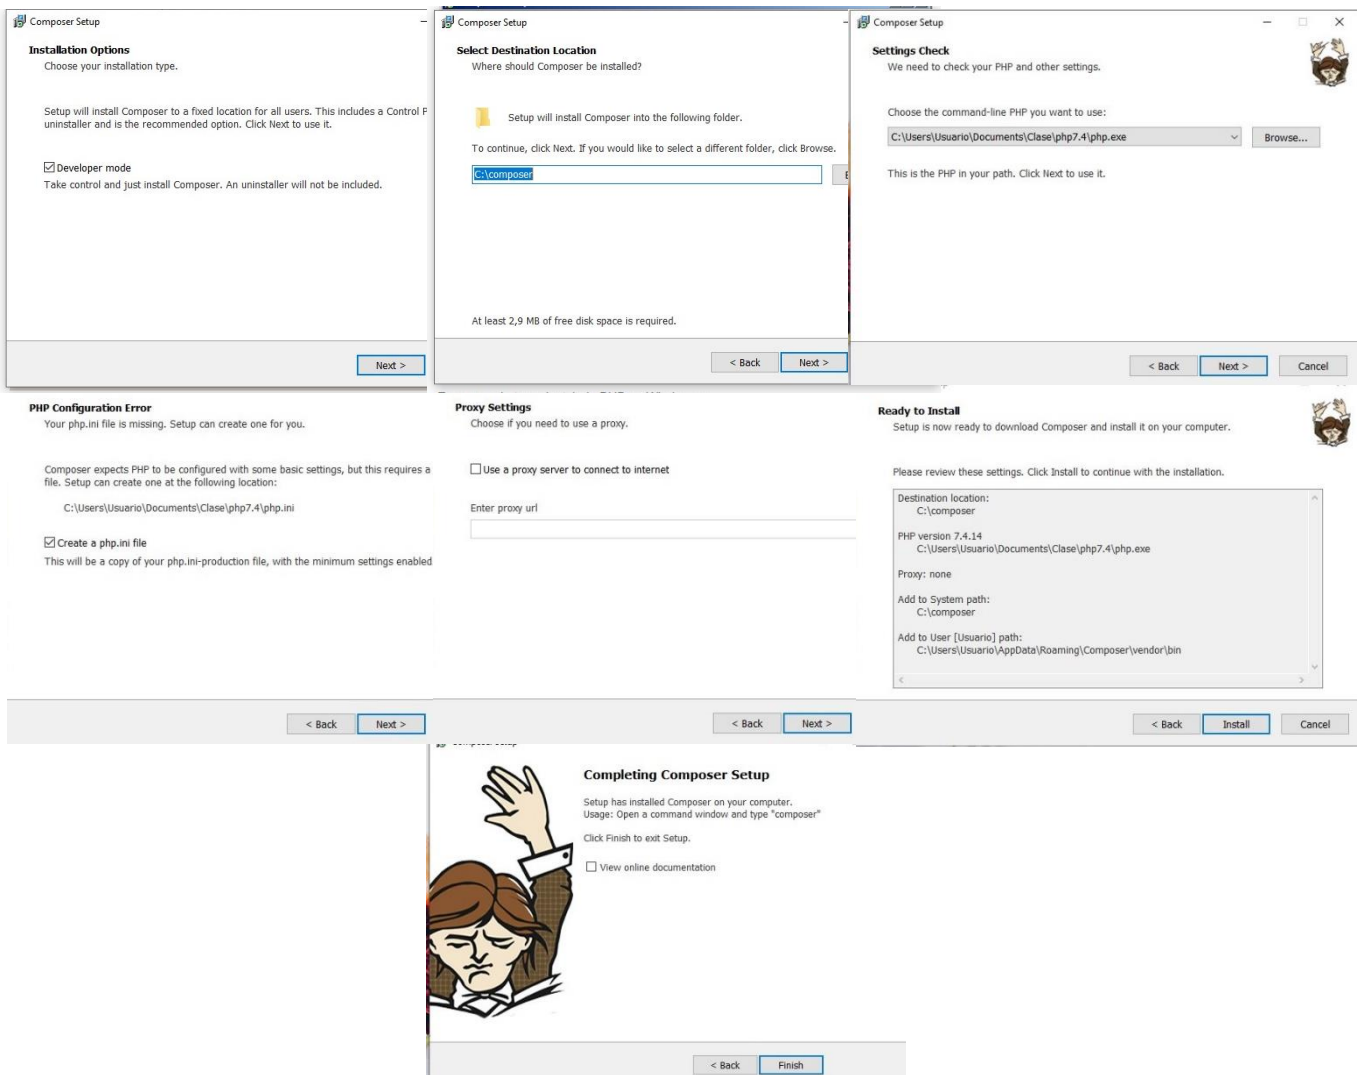 Composer Setup
Installation Options
Choose your installation type.
Setup will install Composer to a fixed location for all users. This includes a Control
uninstaller and is the recommended option. Click Next to use it.
Developer mode
Take control and just install Composer. An uninstaller will not be included.
Next >
Composer Setup
Select Destination Location
Where should Composer be installed?
Setup will install Composer into the following folder.
To continue, click Next. If you would like to select a different folder, click Browse.
C:\composer
At least 2,9 MB of free disk space is required.
< Back Next >
Composer Setup
Settings Check
We need to check your PHP and other settings.
Choose the command-line PHP you want to use:
C:\Users\Usuario\Documents\Clase\php7.4\php.exe Browse...
This is the PHP in your path. Click Next to use it.
< Back Next > Cancel
PHP Configuration Error
Your php.ini file is missing. Setup can create one for you.
Composer expects PHP to be configured with some basic settings, but this requires a
file. Setup can create one at the following location:
C:\Users\Usuario\Documents\Clase\php7.4\php.ini
Create a php.ini file
This will be a copy of your php.ini-production file, with the minimum settings enabled
< Back Next >
Proxy Settings
Choose if you need to use a proxy.
Use a proxy server to connect to internet
Enter proxy url
< Back Next >
Ready to Install
Setup is now ready to download Composer and install it on your computer.
Please review these settings. Click Install to continue with the installation.
Destination location:
C:\composer
PHP version 7.4.14
C:\Users\Usuario\Documents\Clase\php7.4\php.exe
Proxy: none
Add to System path:
C:\composer
Add to User [Usuario] path:
C:\Users\Usuario\AppData\Roaming\Composer\vendor\bin
< Back Install Cancel
Completing Composer Setup
Setup has installed Composer on your computer.
Usage: Open a command window and type "composer"
Click Finish to exit Setup.
View online documentation
< Back Finish